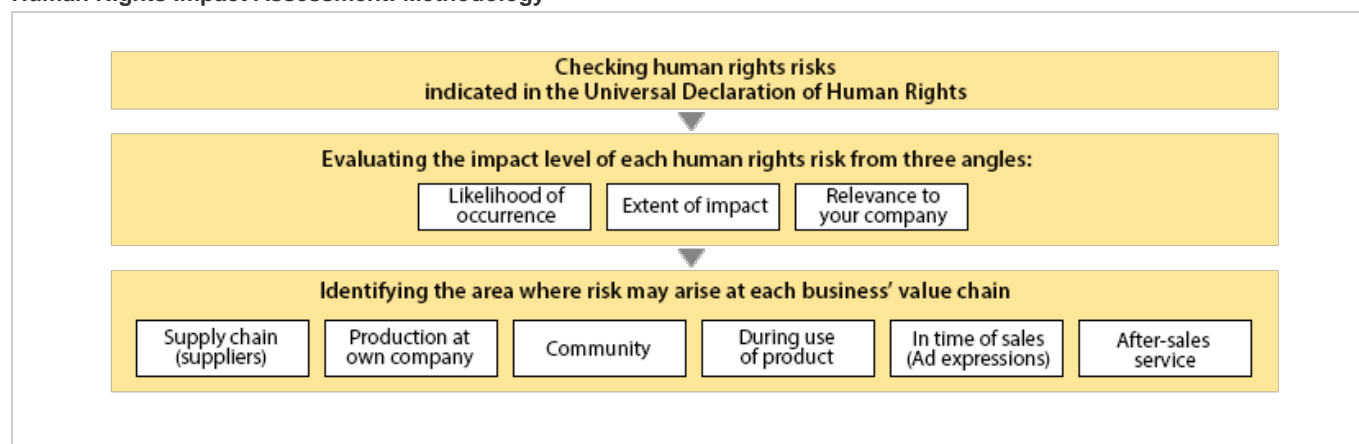 Human Rights Impact Assessment: Methodology
Checking human rights risks
indicated in the Universal Declaration of Human Rights
Evaluating the impact level of each human rights risk from three angles:
Likelihood of
occurrence
Extent of impact
Relevance to
your company
Identifying the area where risk may arise at each business’ value chain
Supply chain
(suppliers)
Production at
own company
Community
During use
of product
In time of sales
(Ad expressions)
After-sales
service